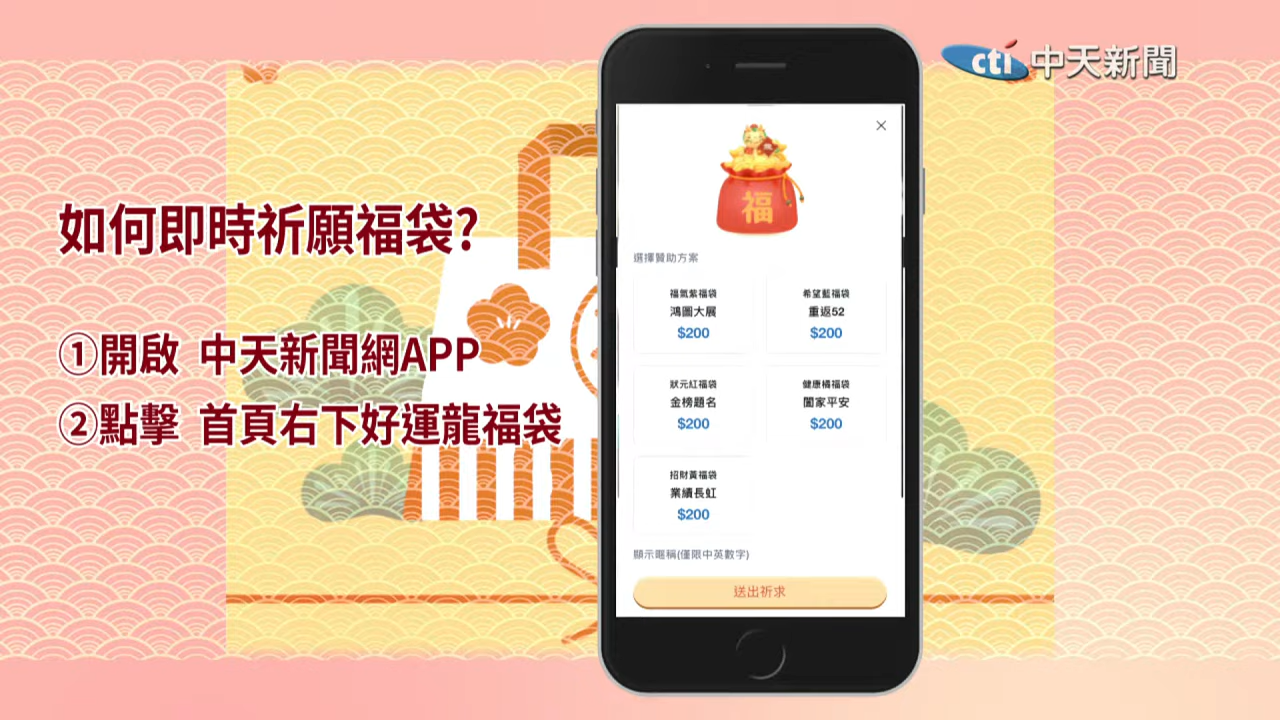 cti 中天新聞
如何即時祈願福袋?
①開啟 中天新聞網APP
②點擊 首頁右下好運龍福袋
福
選擇贊助方案
福氣紫福袋
鴻圖大展
$200
希望藍福袋
重返52
$200
狀元紅福袋
金榜題名
$200
健康橘福袋
闔家平安
$200
招財黃福袋
業績長虹
$200
顯示暱稱(僅限中英數字)
送出祈求